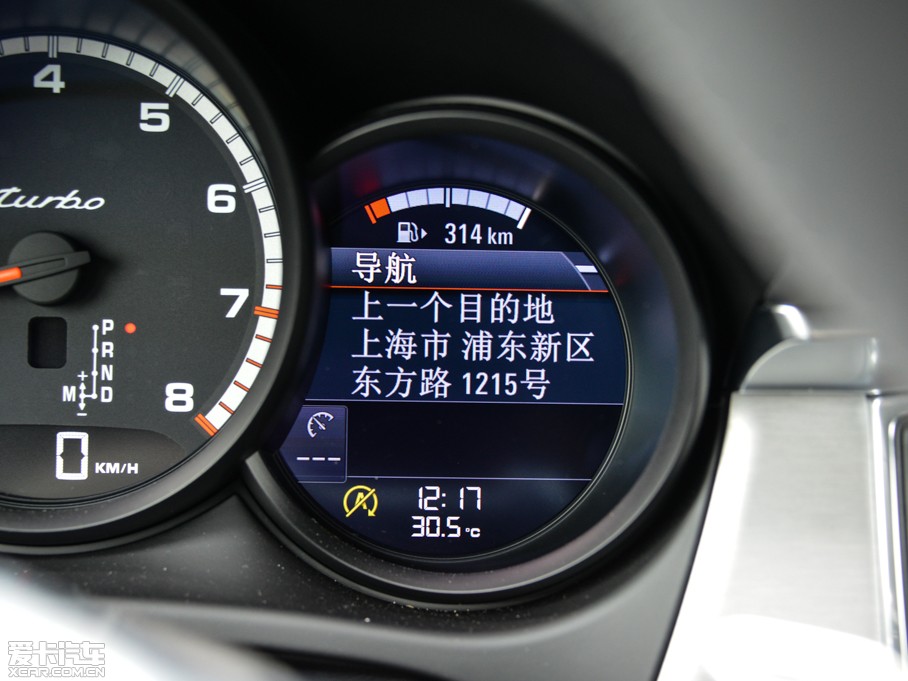 4
5
6
7
8
turbo
P
R
N
M D
+
−
0 KM/H
314 km
导航
上一个目的地
上海市 浦东新区
东方路 1215号
---
A
12:17
30.5 °C
爱卡汽车
XCAR.COM.CN